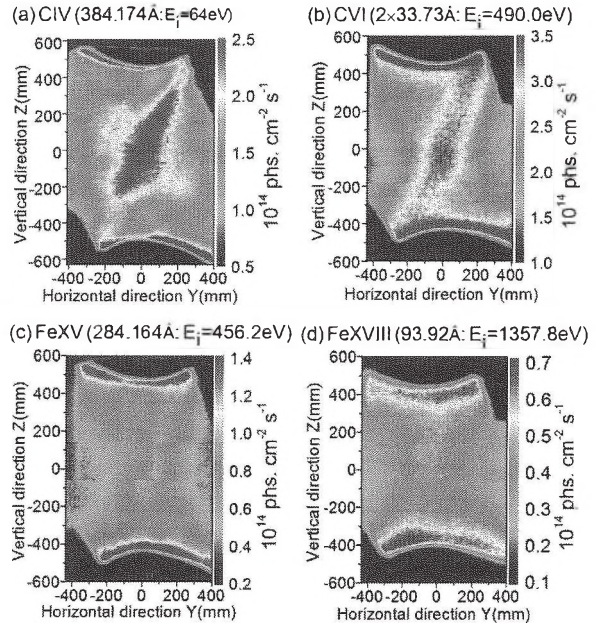 (a) CIV (384.174Å: Ei=64eV)
Vertical direction Z(mm)
600
400
200
0
-200
-400
-600
-400 -200 0 200 400
Horizontal direction Y(mm)
2.5
2.0
1.5
1.0
0.5
10^14 phs. cm^-2 s^-1
(b) CVI (2×33.73Å: Ei=490.0eV)
Vertical direction Z(mm)
600
400
200
0
-200
-400
-600
-400 -200 0 200 400
Horizontal direction Y(mm)
3.5
3.0
2.5
2.0
1.5
1.0
10^14 phs. cm^-2 s^-1
(c) FeXV (284.164Å: Ei=456.2eV)
Vertical direction Z(mm)
600
400
200
0
-200
-400
-600
-400 -200 0 200 400
Horizontal direction Y(mm)
1.4
1.2
1.0
0.8
0.6
0.4
0.2
10^14 phs. cm^-2 s^-1
(d) FeXVIII (93.92Å: Ei=1357.8eV)
Vertical direction Z(mm)
600
400
200
0
-200
-400
-600
-400 -200 0 200 400
Horizontal direction Y(mm)
0.7
0.6
0.5
0.4
0.3
0.2
0.1
10^14 phs. cm^-2 s^-1